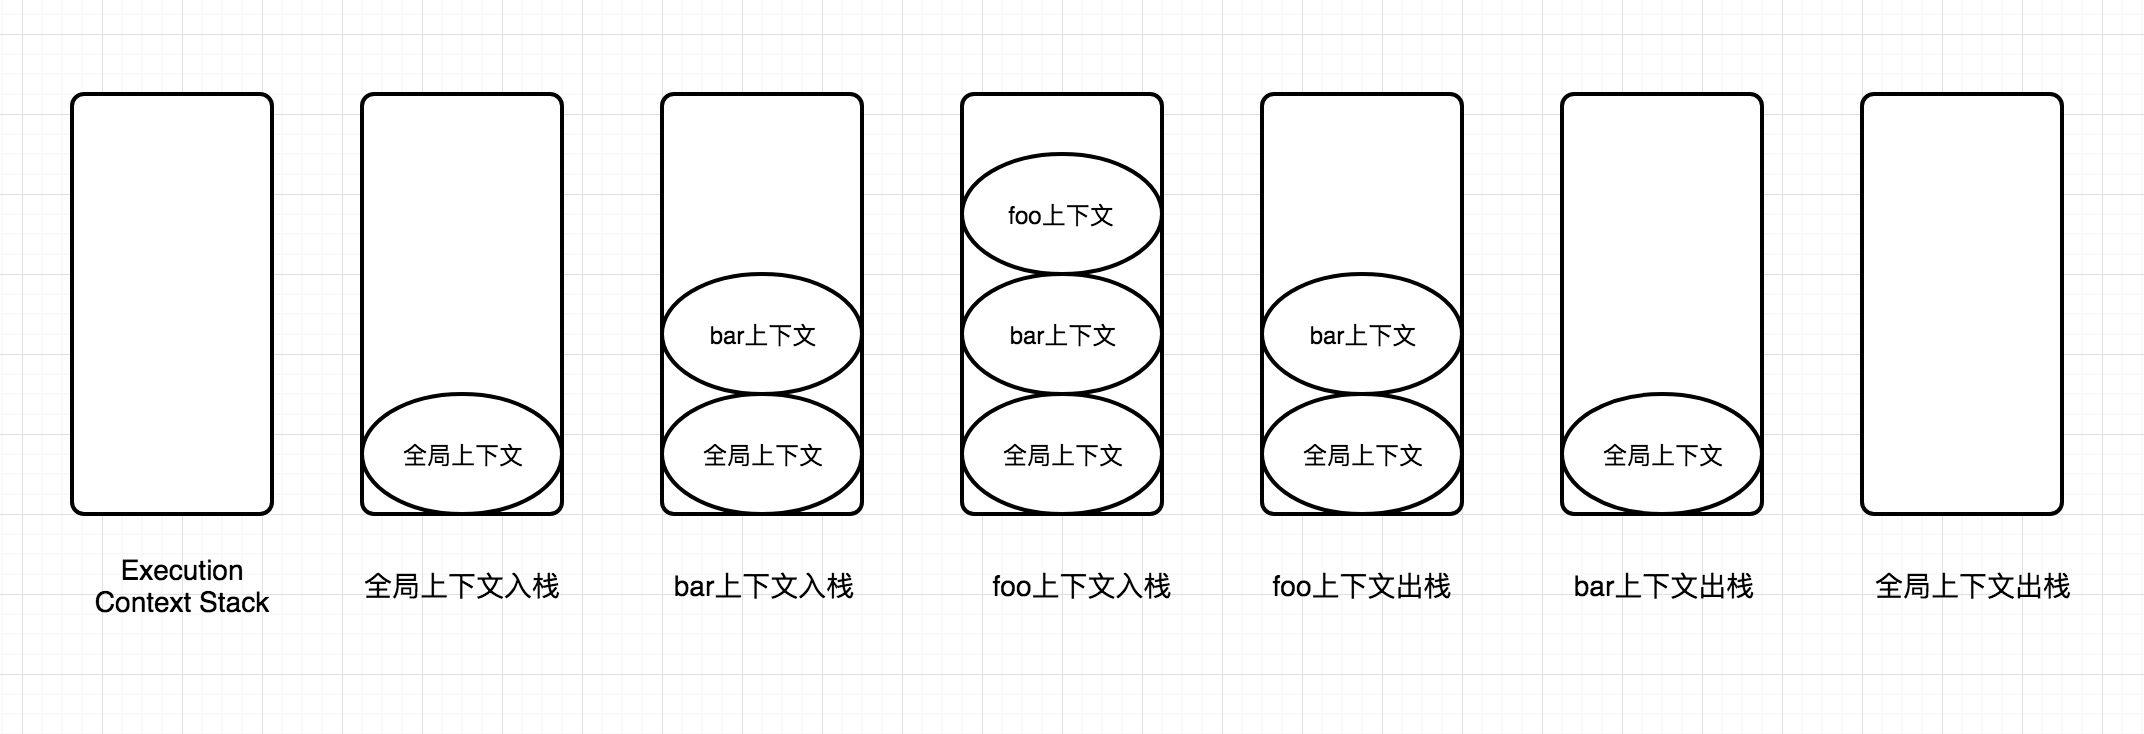 foo上下文
bar上下文
bar上下文
bar上下文
全局上下文
全局上下文
全局上下文
全局上下文
全局上下文
Execution
Context Stack
全局上下文入栈
bar上下文入栈
foo上下文入栈
foo上下文出栈
bar上下文出栈
全局上下文出栈